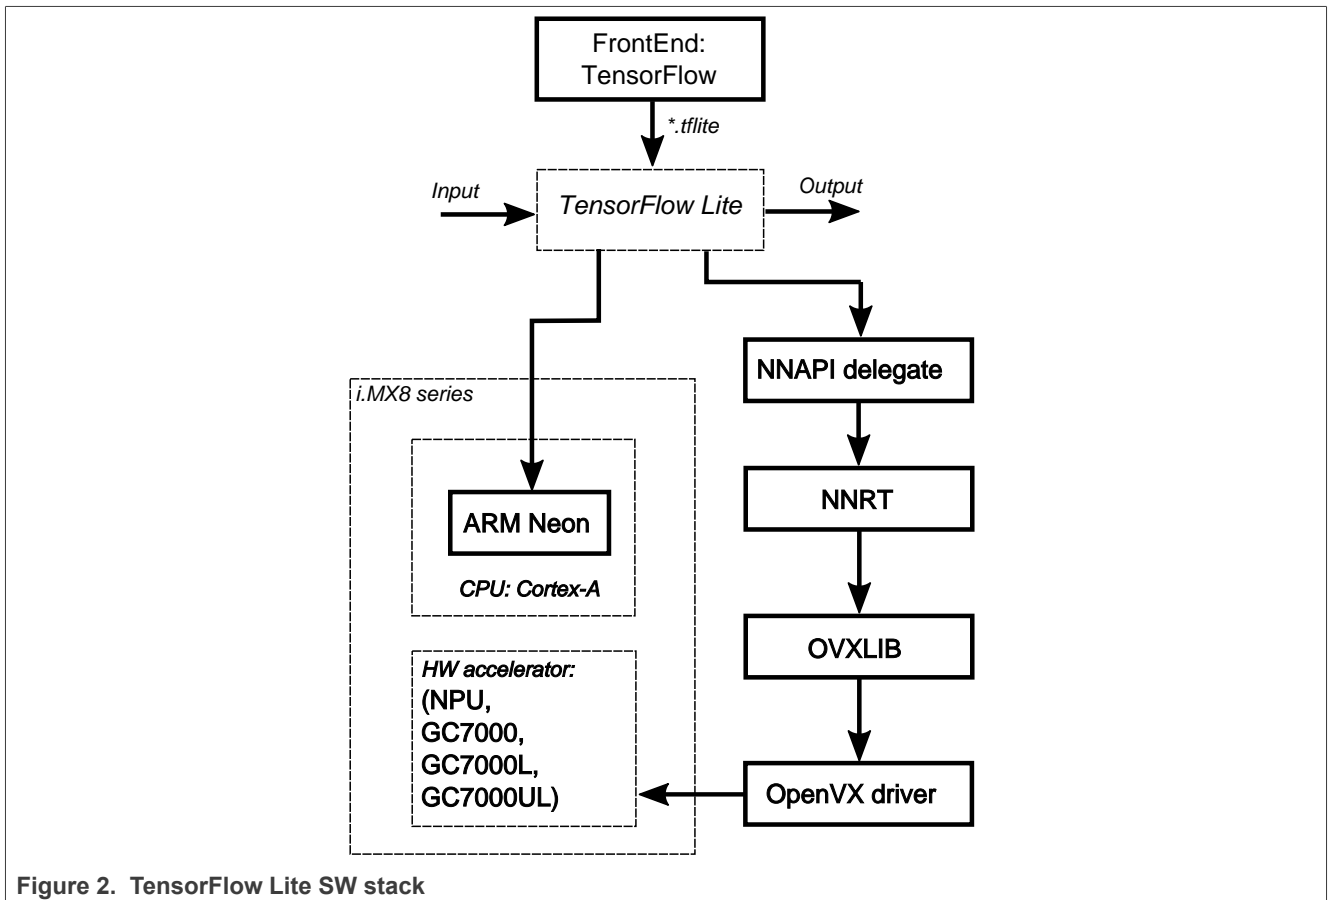 FrontEnd:
TensorFlow
*.tflite
Input
TensorFlow Lite
Output
NNAPI delegate
i.MX8 series
NNRT
ARM Neon
CPU: Cortex-A
OVXLIB
HW accelerator:
(NPU,
GC7000,
GC7000L,
GC7000UL)
OpenVX driver
Figure 2. TensorFlow Lite SW stack